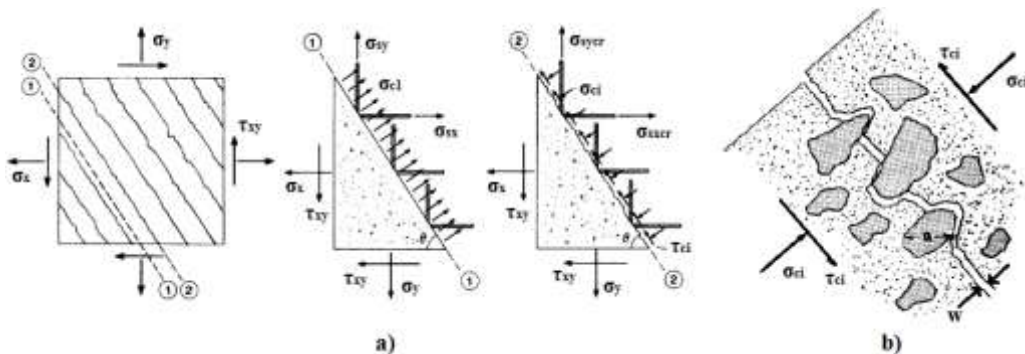 σy
②
①
τxy
σx
① ②
①
σsy
σc1
σsx
σx
τxy
θ
τxy
σy
①
②
σsycr
σci
σsxcr
σx
τxy
θ
τci
τxy
σy
②
a)
τci
σci
a
σci
τci
w
b)